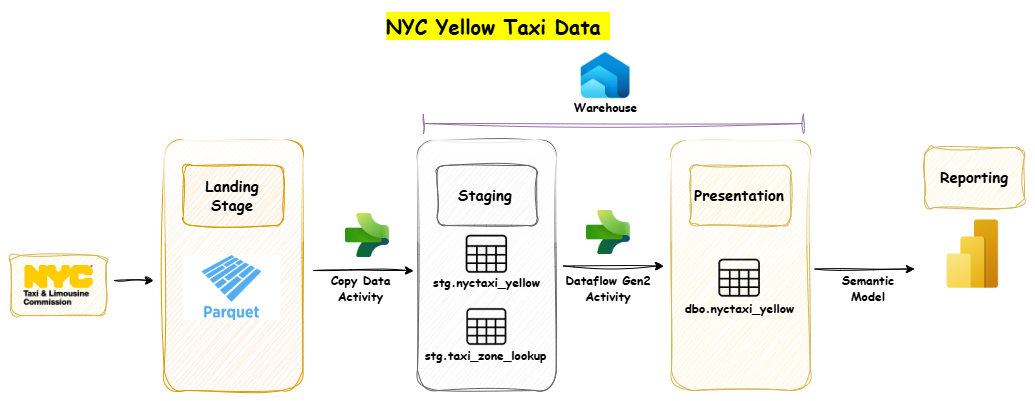 NYC Yellow Taxi Data
Warehouse
Landing
Stage
Staging
Presentation
Reporting
NYC
Taxi & Limousine
Commission
Parquet
Copy Data
Activity
stg.nyctaxi_yellow
stg.taxi_zone_lookup
Dataflow Gen2
Activity
dbo.nyctaxi_yellow
Semantic
Model